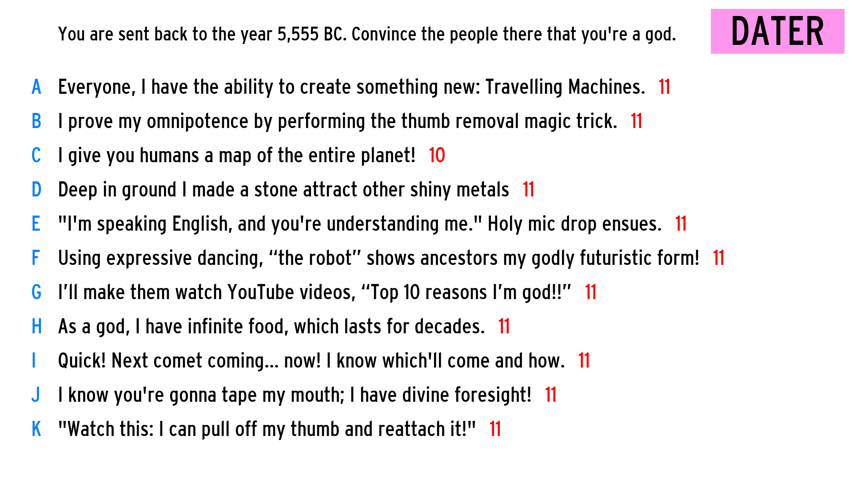 You are sent back to the year 5,555 BC. Convince the people there that you're a god.
DATER
A Everyone, I have the ability to create something new: Travelling Machines. 11
B I prove my omnipotence by performing the thumb removal magic trick. 11
C I give you humans a map of the entire planet! 10
D Deep in ground I made a stone attract other shiny metals 11
E "I'm speaking English, and you're understanding me." Holy mic drop ensues. 11
F Using expressive dancing, “the robot” shows ancestors my godly futuristic form! 11
G I’ll make them watch YouTube videos, “Top 10 reasons I’m god!!” 11
H As a god, I have infinite food, which lasts for decades. 11
I Quick! Next comet coming... now! I know which'll come and how. 11
J I know you're gonna tape my mouth; I have divine foresight! 11
K "Watch this: I can pull off my thumb and reattach it!" 11